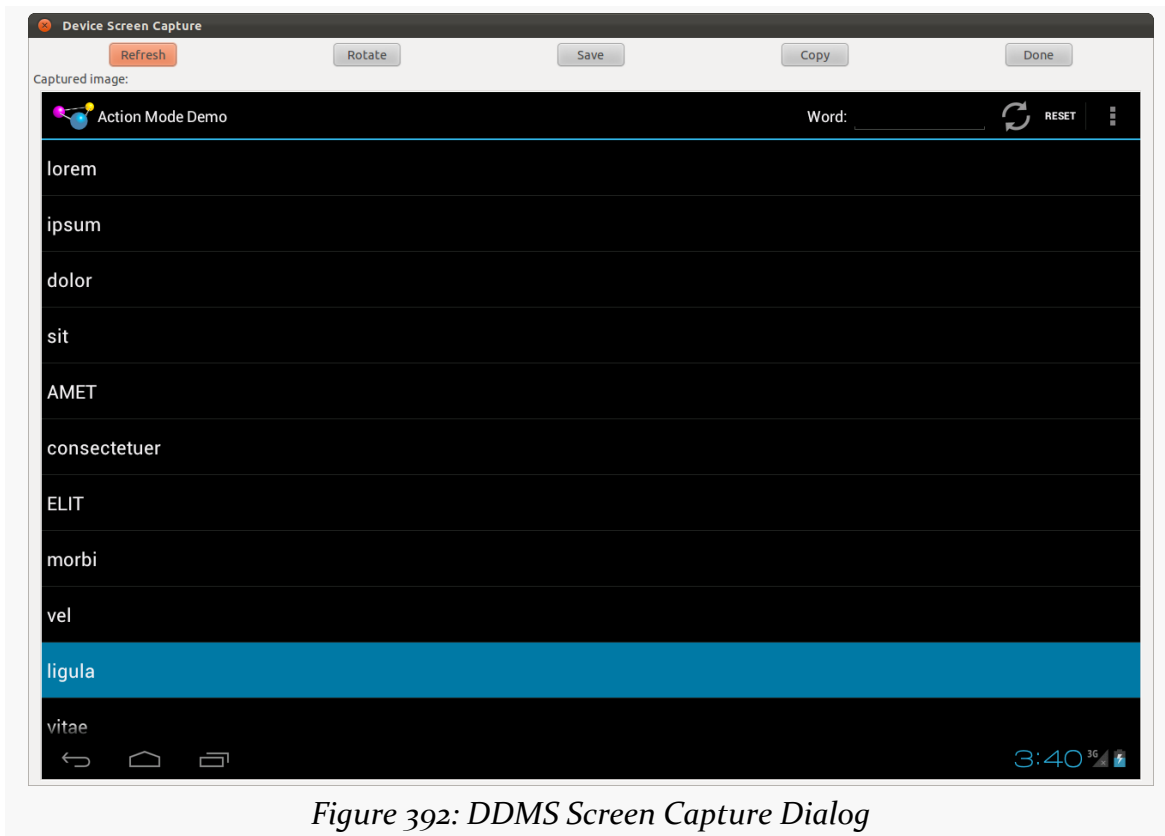 Device Screen Capture
Refresh Rotate Save Copy Done
Captured image:
Action Mode Demo Word: RESET
lorem
ipsum
dolor
sit
AMET
consectetuer
ELIT
morbi
vel
ligula
vitae
3:40 3G
Figure 392: DDMS Screen Capture Dialog